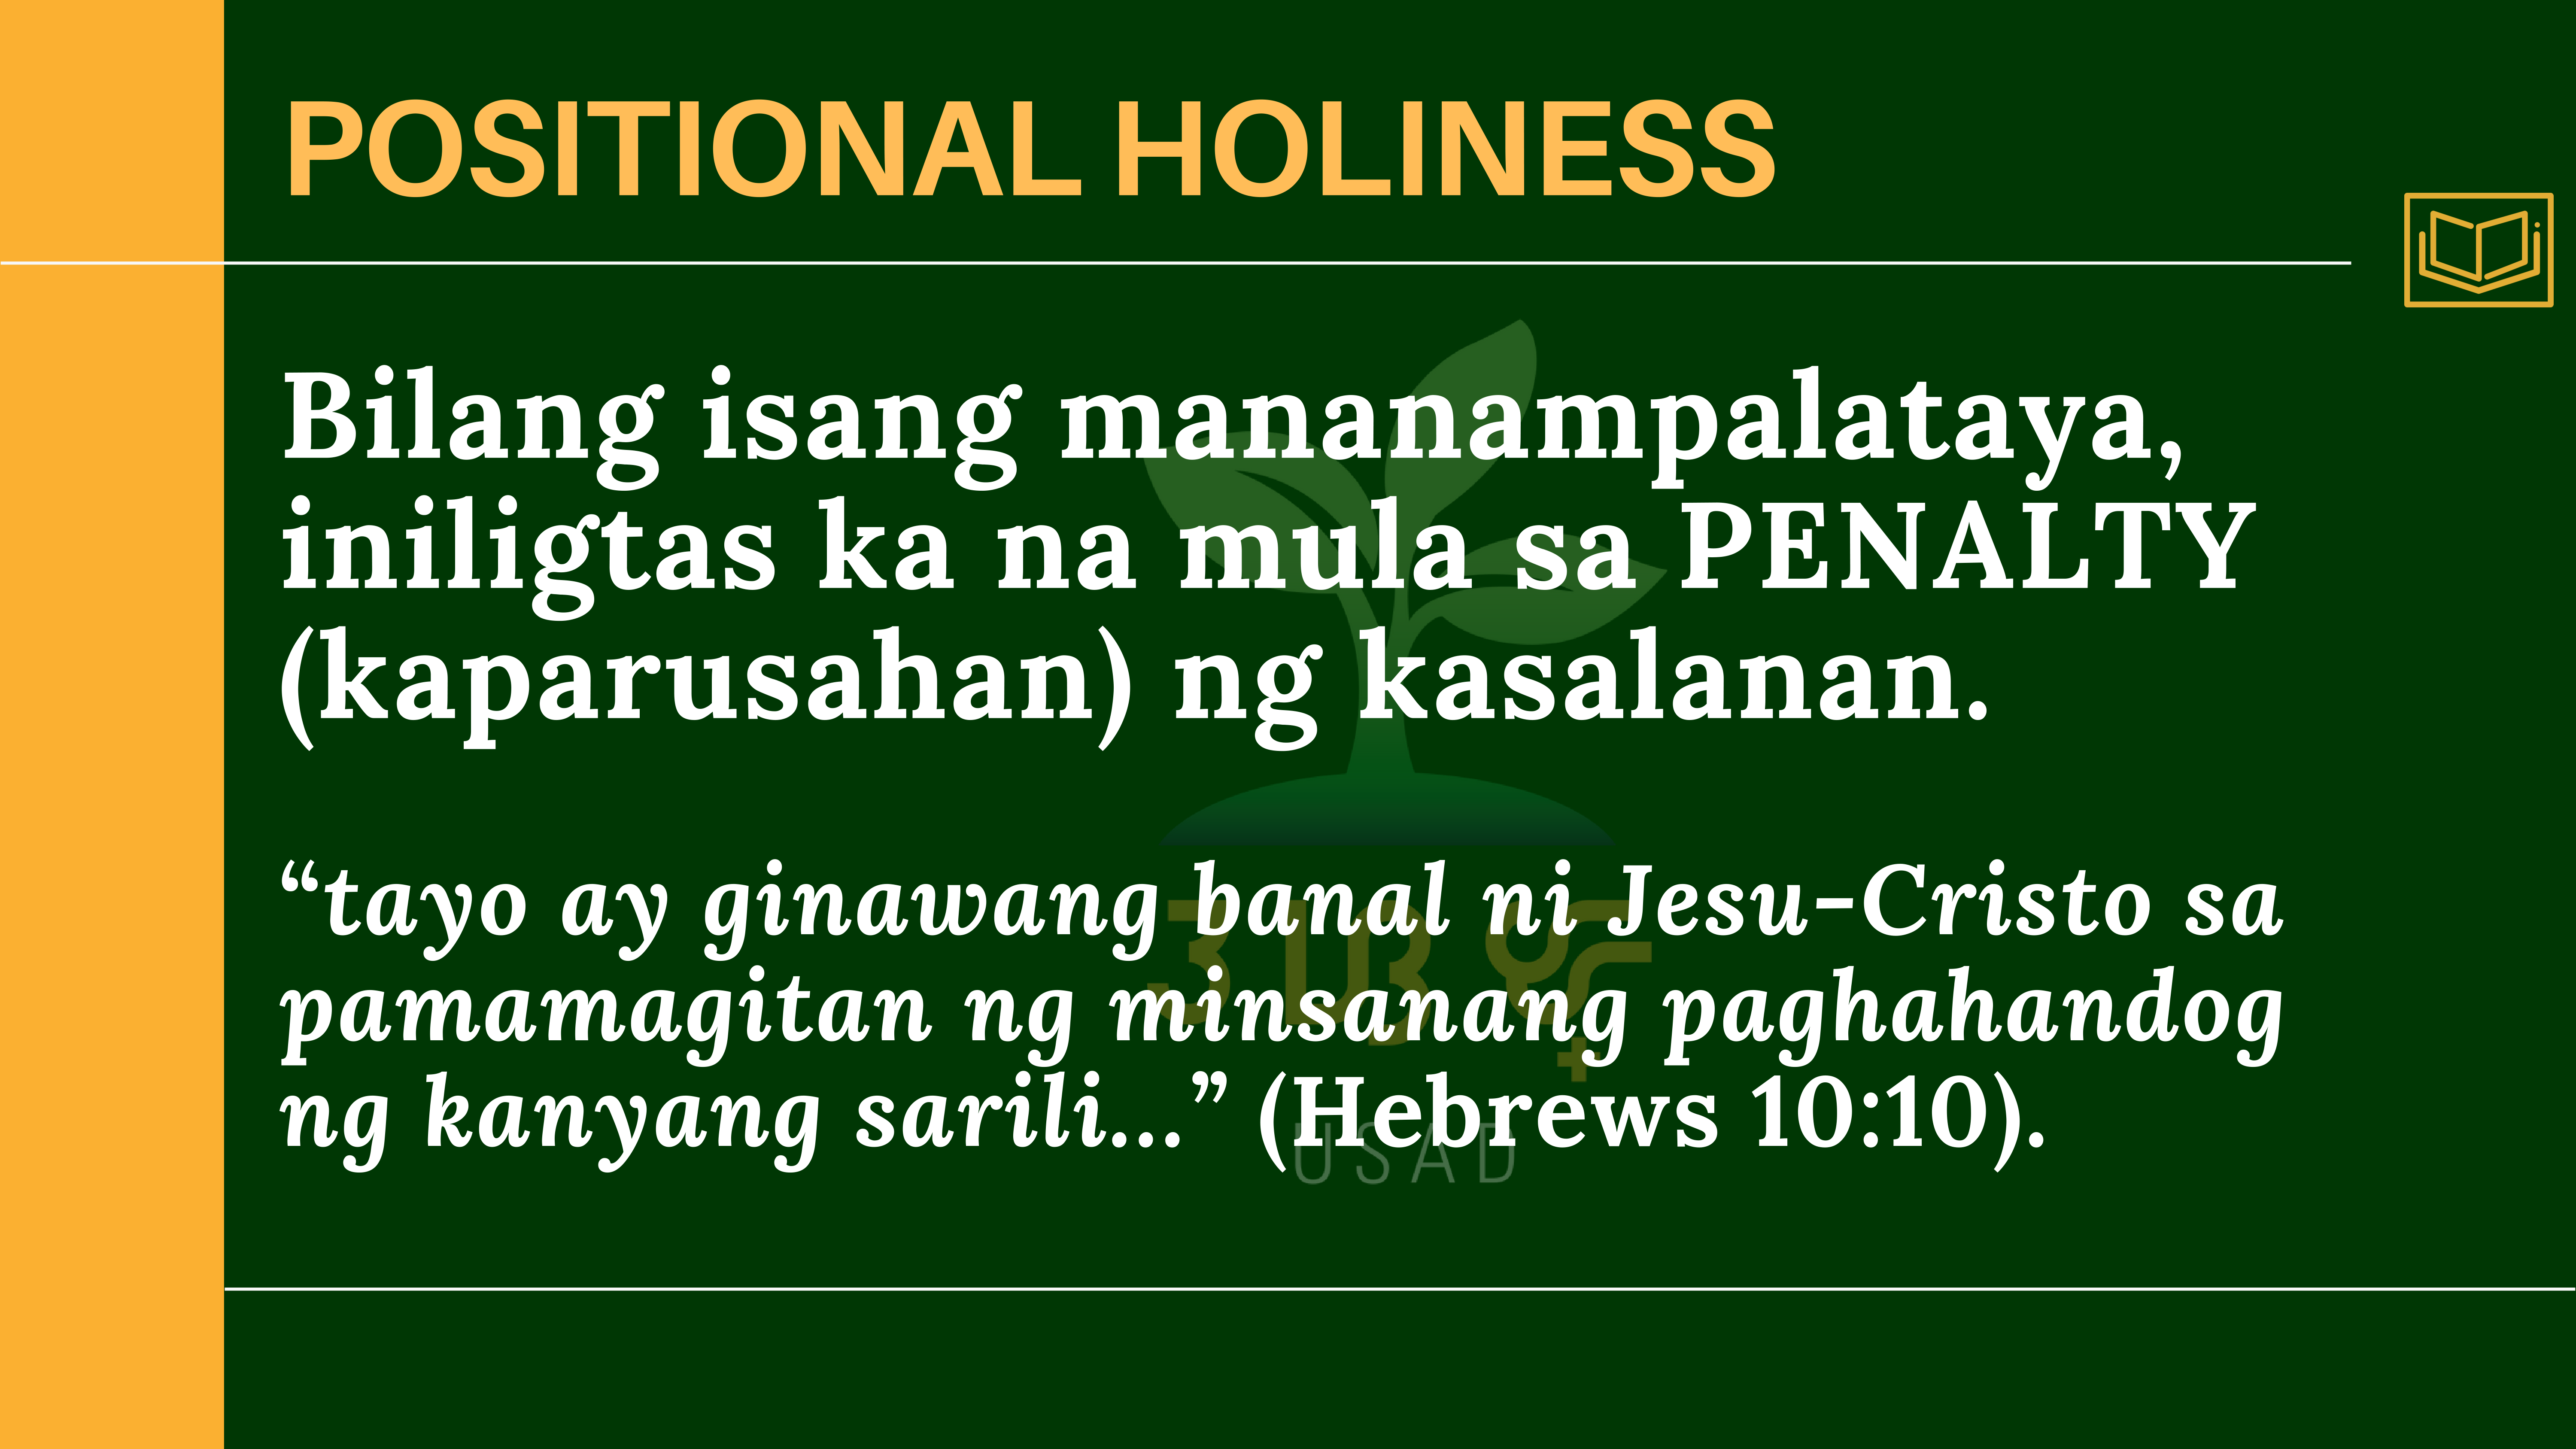 POSITIONAL HOLINESS
Bilang isang mananampalataya,
iniligtas ka na mula sa PENALTY
(kaparusahan) ng kasalanan.
“tayo ay ginawang banal ni Jesu-Cristo sa
pamamagitan ng minsanang paghahandog
ng kanyang sarili...” (Hebrews 10:10).
USAD